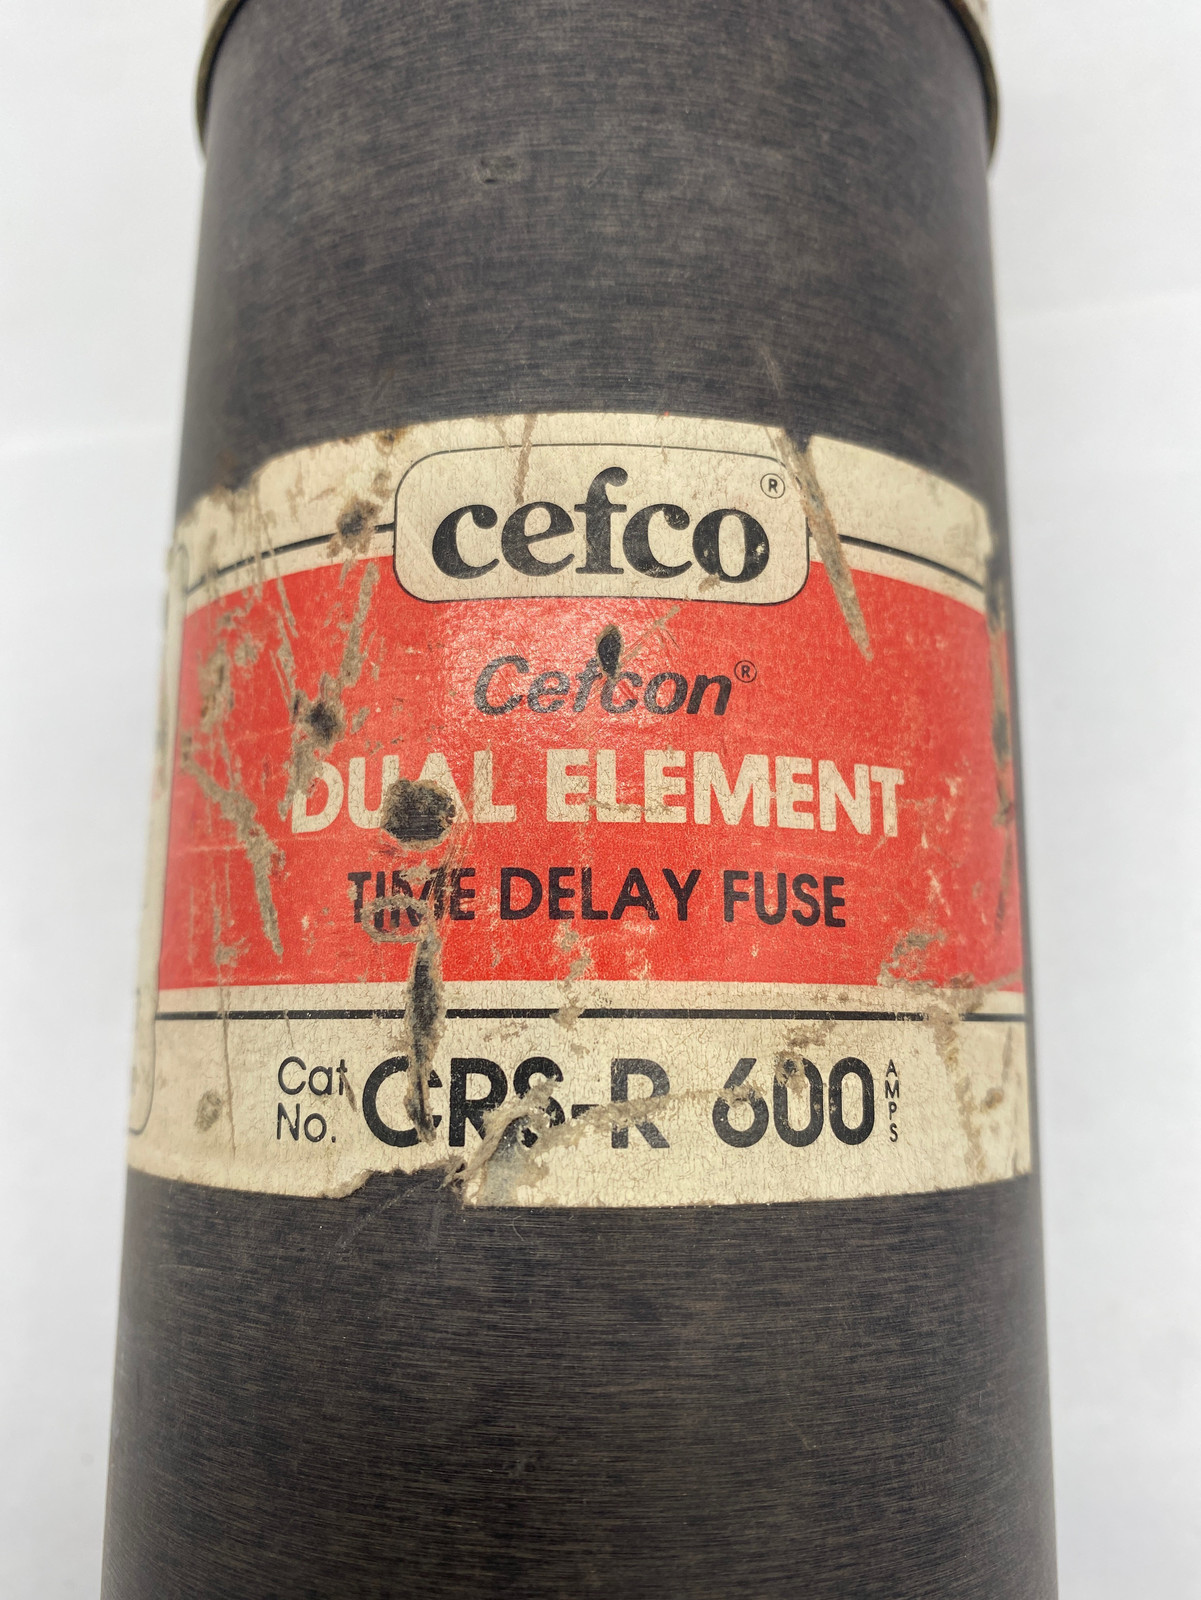 cefco®
Cefcon®
DUAL ELEMENT
TIME DELAY FUSE
Cat No. CRS-R 600 AMPS